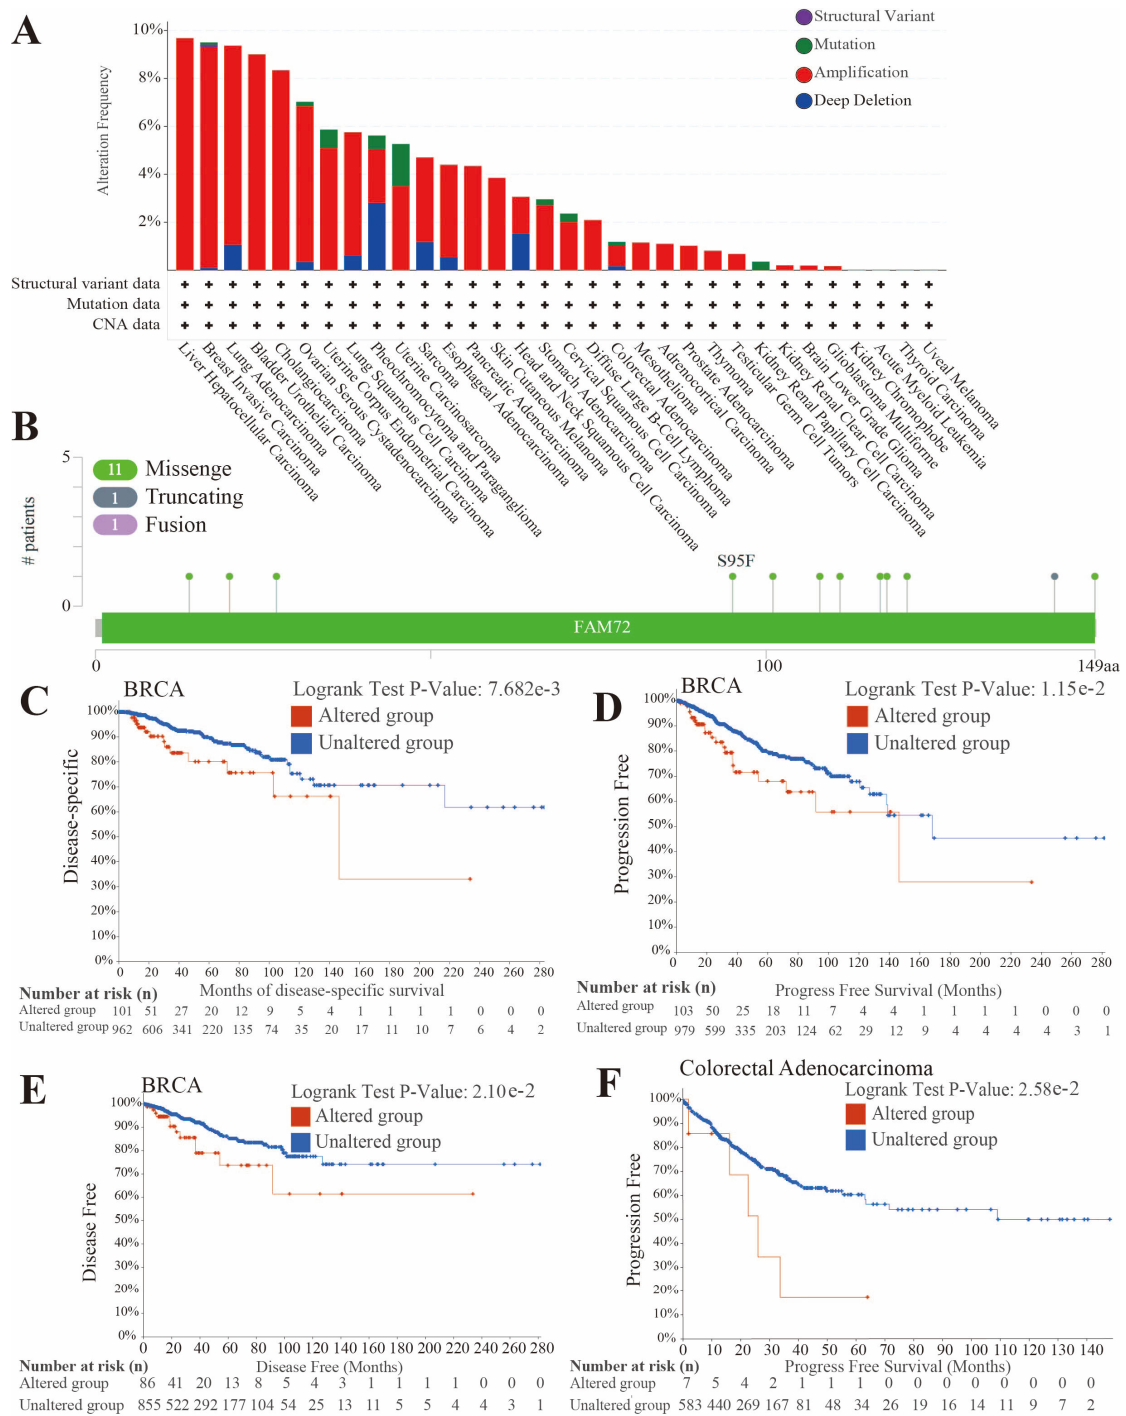 A
10%
8%
6%
4%
2%
Alteration Frequency
Structural Variant
Mutation
Amplification
Deep Deletion
Structural variant data
Mutation data
CNA data
Liver Hepatocellular Carcinoma
Breast Invasive Carcinoma
Lung Adenocarcinoma
Bladder Urothelial Carcinoma
Cholangiocarcinoma
Ovarian Serous Cystadenocarcinoma
Uterine Corpus Endometrial Carcinoma
Lung Squamous Cell Carcinoma
Pheochromocytoma and Paraganglioma
Uterine Carcinosarcoma
Sarcoma
Esophageal Adenocarcinoma
Pancreatic Adenocarcinoma
Skin Cutaneous Melanoma
Head and Neck Squamous Cell Carcinoma
Stomach Adenocarcinoma
Cervical Squamous Cell Carcinoma
Diffuse Large B-Cell Lymphoma
Colorectal Adenocarcinoma
Mesothelioma
Adrenocortical Carcinoma
Prostate Adenocarcinoma
Thymoma
Testicular Germ Cell Tumors
Kidney Renal Papillary Cell Carcinoma
Kidney Renal Clear Cell Carcinoma
Brain Lower Grade Glioma
Glioblastoma Multiforme
Kidney Chromophobe
Acute Myeloid Leukemia
Thyroid Carcinoma
Uveal Melanoma
B
5
0
# patients
11 Missenge
1 Truncating
1 Fusion
S95F
FAM72
0 100 149aa
C
BRCA
Logrank Test P-Value: 7.682e-3
Altered group
Unaltered group
Disease-specific
100%
90%
80%
70%
60%
50%
40%
30%
20%
10%
0%
0 20 40 60 80 100 120 140 160 180 200 220 240 260 280
Months of disease-specific survival
Number at risk (n)
Altered group 101 51 27 20 12 9 5 4 1 1 1 1 0 0 0
Unaltered group 962 606 341 220 135 74 35 20 17 11 10 7 6 4 2
D
BRCA
Logrank Test P-Value: 1.15e-2
Altered group
Unaltered group
Progression Free
100%
90%
80%
70%
60%
50%
40%
30%
20%
10%
0%
0 20 40 60 80 100 120 140 160 180 200 220 240 260 280
Progress Free Survival (Months)
Number at risk (n)
Altered group 103 50 25 18 11 7 4 4 1 1 1 1 0 0 0
Unaltered group 979 599 335 203 124 62 29 12 9 4 4 4 4 3 1
E
BRCA
Logrank Test P-Value: 2.10e-2
Altered group
Unaltered group
Disease Free
100%
90%
80%
70%
60%
50%
40%
30%
20%
10%
0%
0 20 40 60 80 100 120 140 160 180 200 220 240 260 280
Disease Free (Months)
Number at risk (n)
Altered group 86 41 20 13 8 5 4 3 1 1 1 1 0 0 0
Unaltered group 855 522 292 177 104 54 25 13 11 5 5 4 4 3 1
F
Colorectal Adenocarcinoma
Logrank Test P-Value: 2.58e-2
Altered group
Unaltered group
Progression Free
100%
90%
80%
70%
60%
50%
40%
30%
20%
10%
0%
0 10 20 30 40 50 60 70 80 90 100 110 120 130 140
Progress Free Survival (Months)
Number at risk (n)
Altered group 7 5 4 2 1 1 1 0 0 0 0 0 0 0 0
Unaltered group 583 440 269 167 81 48 34 26 19 16 14 11 9 7 2